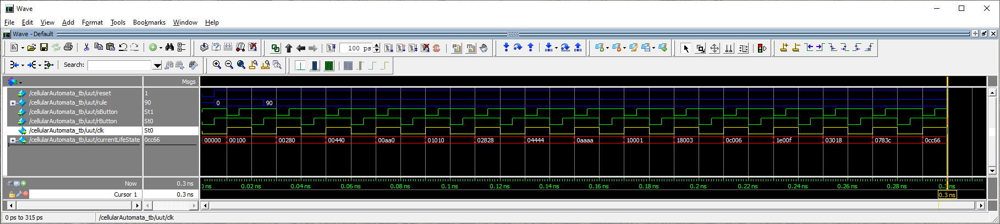 Wave
File Edit View Add Format Tools Bookmarks Window Help
Wave - Default
100 ps
Search:
Msgs
/cellularAutomata_tb/uut/reset 1
/cellularAutomata_tb/uut/rule 90 0 90
/cellularAutomata_tb/uut/sButton St1
/cellularAutomata_tb/uut/rButton St0
/cellularAutomata_tb/uut/clk St0
/cellularAutomata_tb/uut/currentLifeState 0cc66 00000 00100 00280 00440 00aa0 01010 02828 04444 0aaaa 10001 18003 0c006 1e00f 03018 0783c 0cc66
Now 0.3 ns ns 0.02 ns 0.04 ns 0.06 ns 0.08 ns 0.1 ns 0.12 ns 0.14 ns 0.16 ns 0.18 ns 0.2 ns 0.22 ns 0.24 ns 0.26 ns 0.28 ns 0.3 ns
Cursor 1 0.3 ns 0.3 ns
0 ps to 315 ps /cellularAutomata_tb/uut/clk